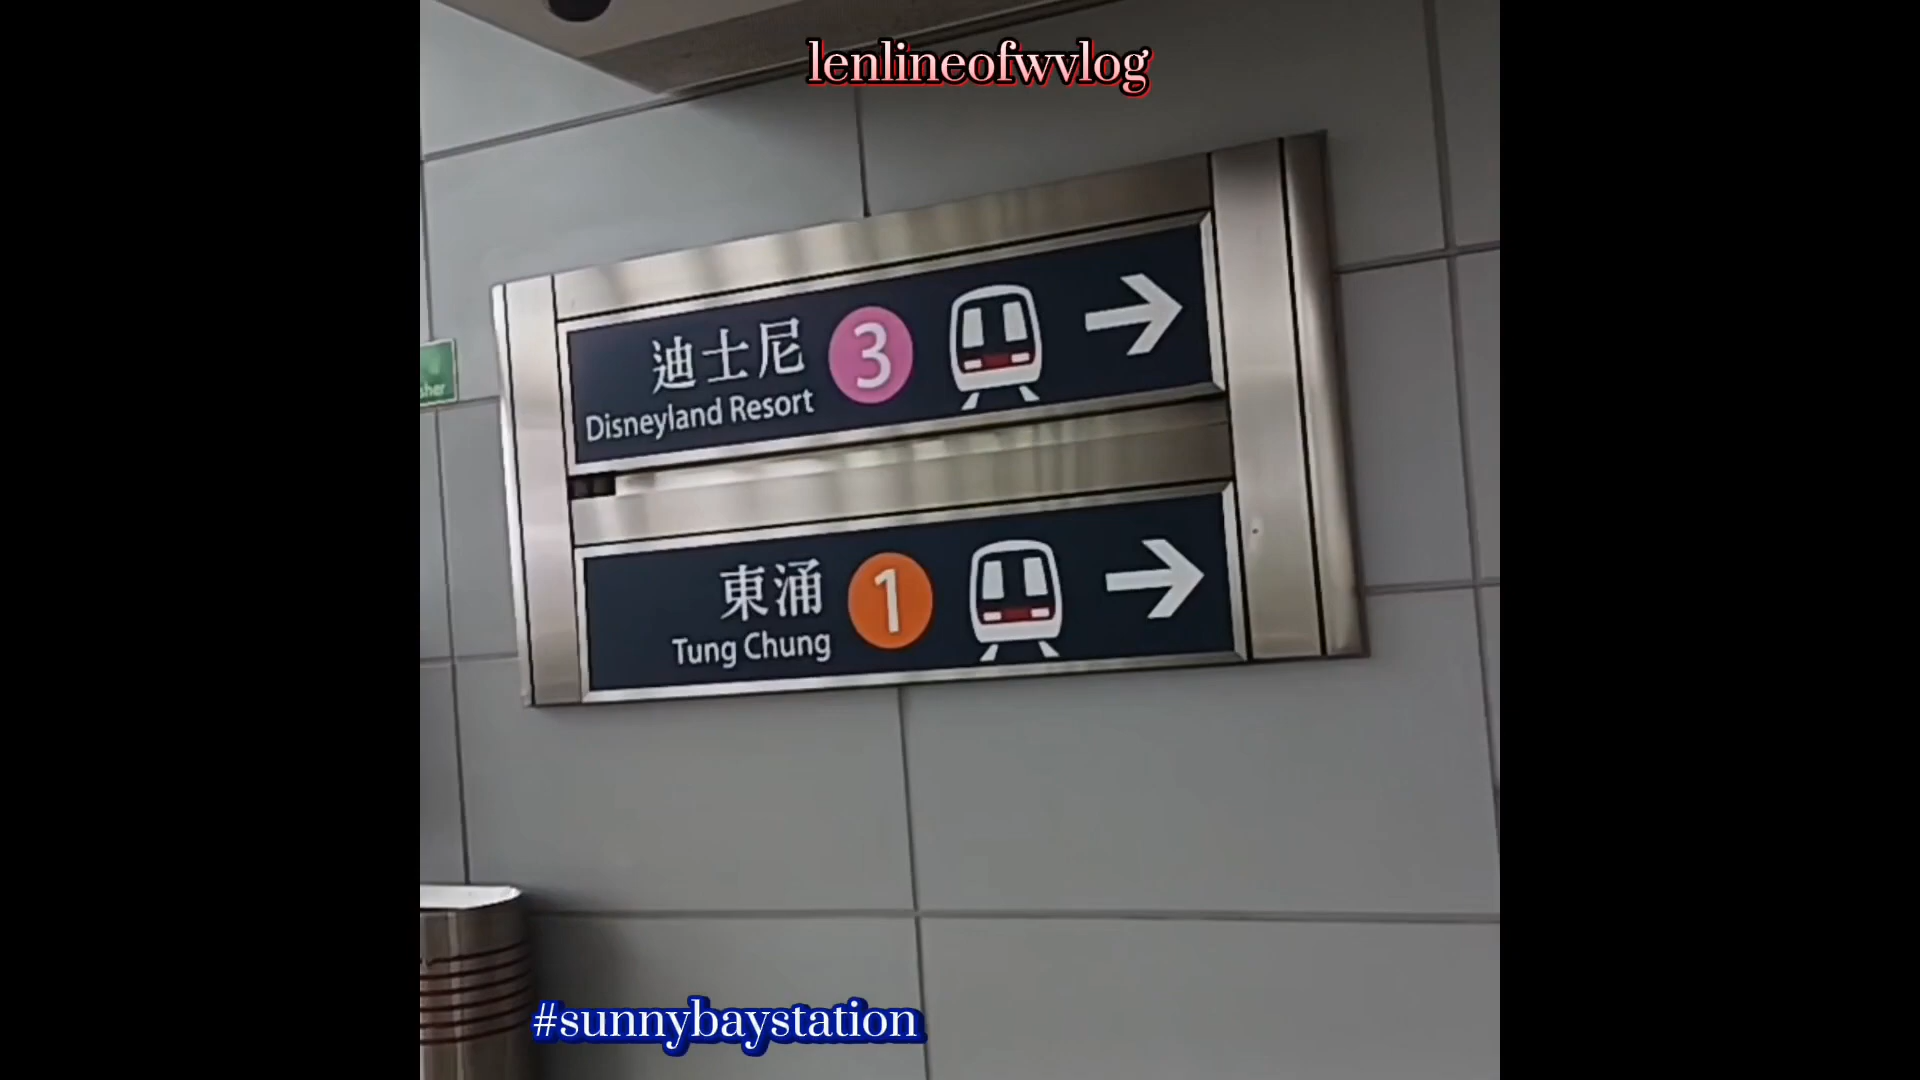 lenlineofwvlog
迪士尼 3
Disneyland Resort
東涌 1
Tung Chung
#sunnybaystation